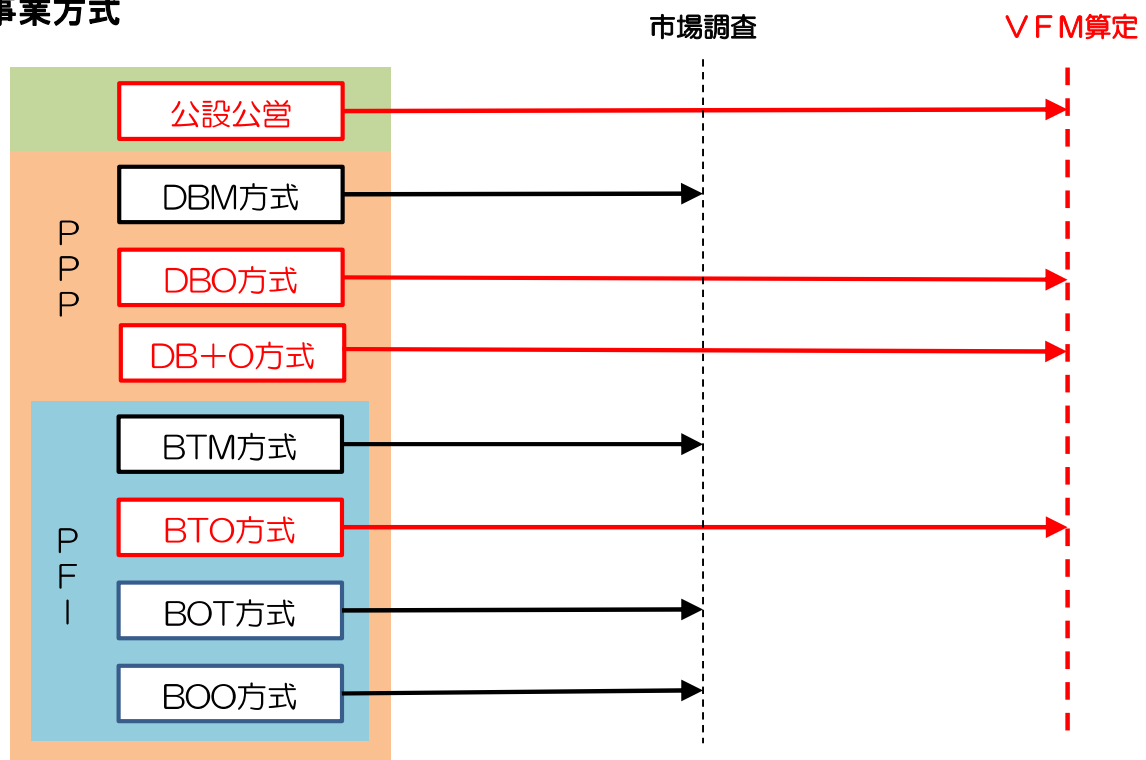 事業方式
市場調査
ＶＦＭ算定
公設公営
ＰＰＰ
DBM方式
DBO方式
DB＋O方式
ＰＦＩ
BTM方式
BTO方式
BOT方式
BOO方式